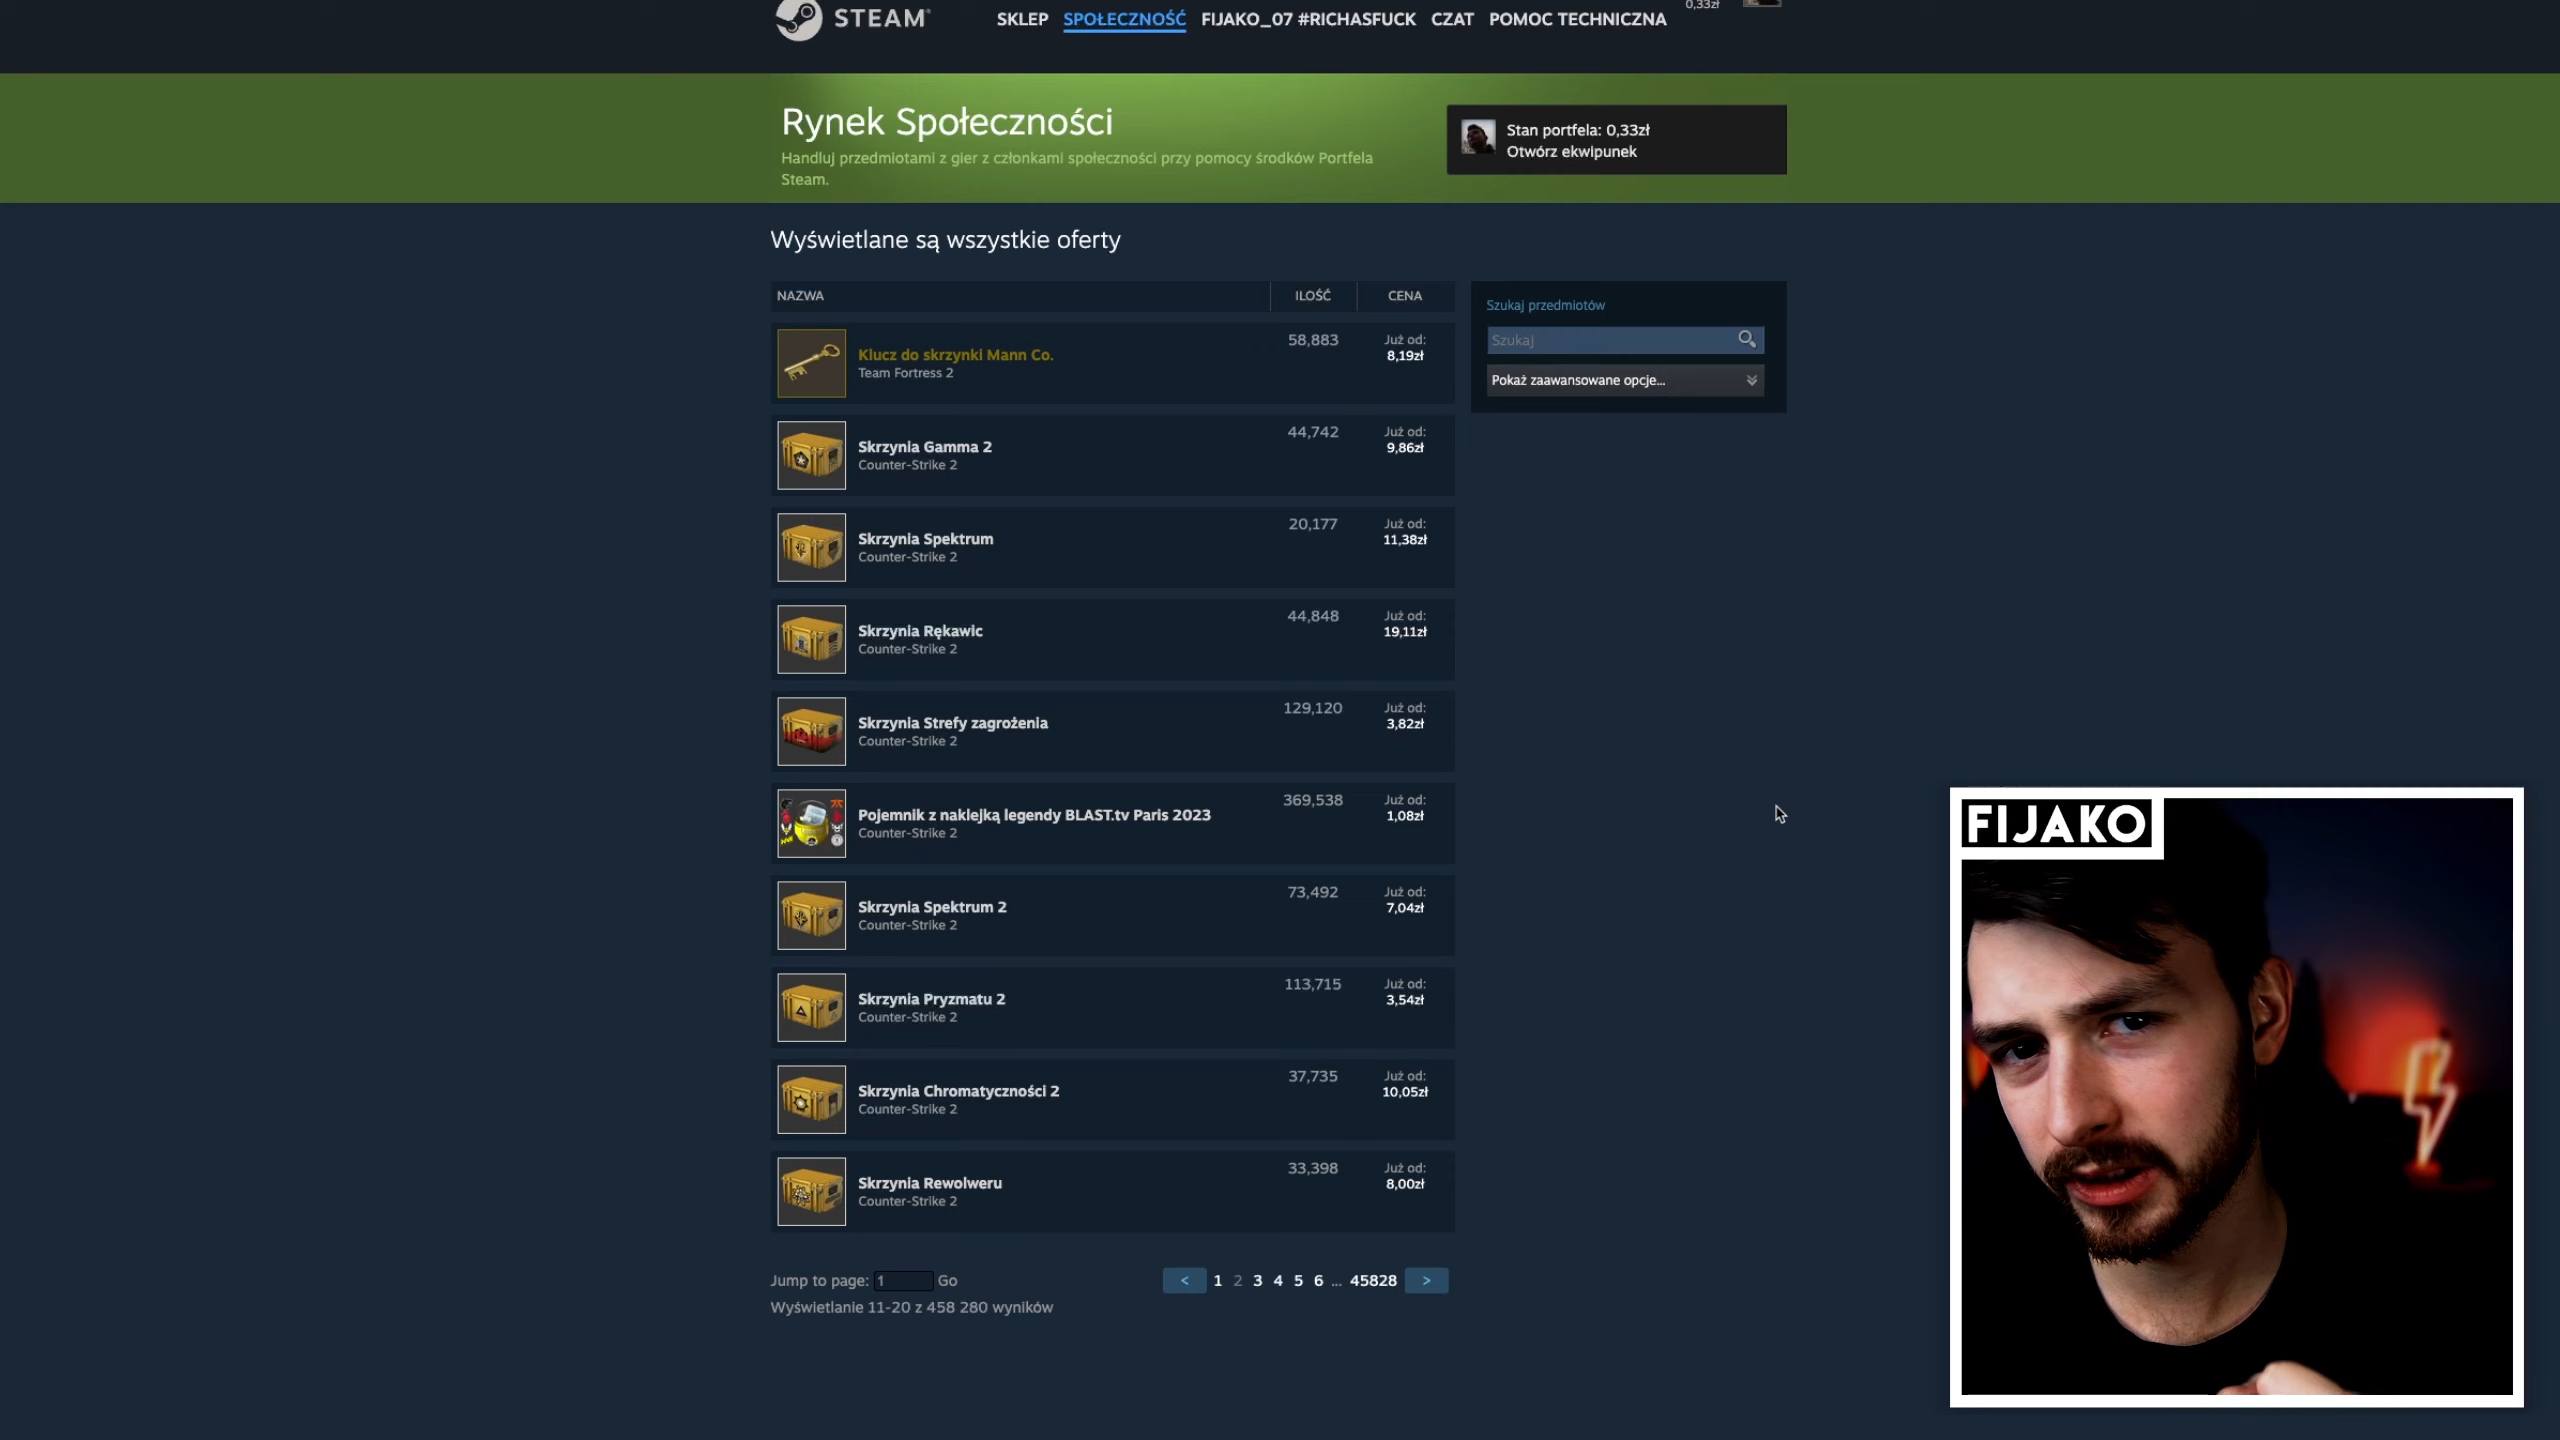 0,33zł
STEAM
SKLEP SPOŁECZNOŚĆ FIJAKO_07 #RICHASFUCK CZAT POMOC TECHNICZNA
Rynek Społeczności
Handluj przedmiotami z gier z członkami społeczności przy pomocy środków Portfela
Steam.
Stan portfela: 0,33zł
Otwórz ekwipunek
Wyświetlane są wszystkie oferty
NAZWA ILOŚĆ CENA
Klucz do skrzynki Mann Co.
Team Fortress 2
58,883
Już od:
8,19zł
Skrzynia Gamma 2
Counter-Strike 2
44,742
Już od:
9,86zł
Skrzynia Spektrum
Counter-Strike 2
20,177
Już od:
11,38zł
Skrzynia Rękawic
Counter-Strike 2
44,848
Już od:
19,11zł
Skrzynia Strefy zagrożenia
Counter-Strike 2
129,120
Już od:
3,82zł
Pojemnik z naklejką legendy BLAST.tv Paris 2023
Counter-Strike 2
369,538
Już od:
1,08zł
Skrzynia Spektrum 2
Counter-Strike 2
73,492
Już od:
7,04zł
Skrzynia Pryzmatu 2
Counter-Strike 2
113,715
Już od:
3,54zł
Skrzynia Chromatyczności 2
Counter-Strike 2
37,735
Już od:
10,05zł
Skrzynia Rewolweru
Counter-Strike 2
33,398
Już od:
8,00zł
Jump to page: 1 Go
< 1 2 3 4 5 6 ... 45828 >
Wyświetlanie 11-20 z 458 280 wyników
Szukaj przedmiotów
Szukaj
Pokaż zaawansowane opcje...
FIJAKO